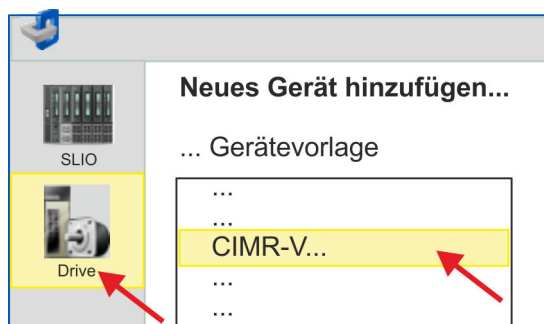 Neues Gerät hinzufügen...
SLIO
... Gerätevorlage
...
...
CIMR-V...
Drive
...
...